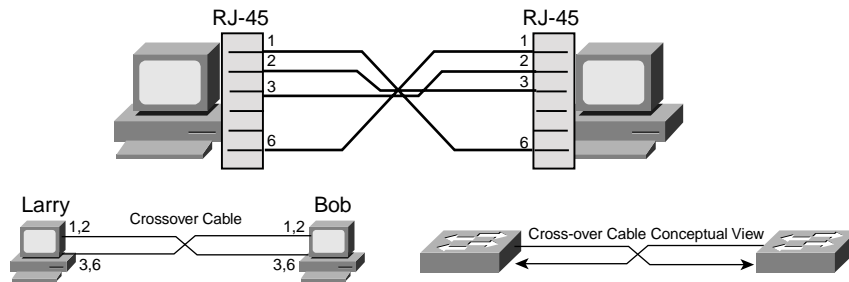 RJ-45 RJ-45
1 1
2 2
3 3
6 6
Larry Bob
Crossover Cable
1,2 1,2
3,6 3,6
Cross-over Cable Conceptual View